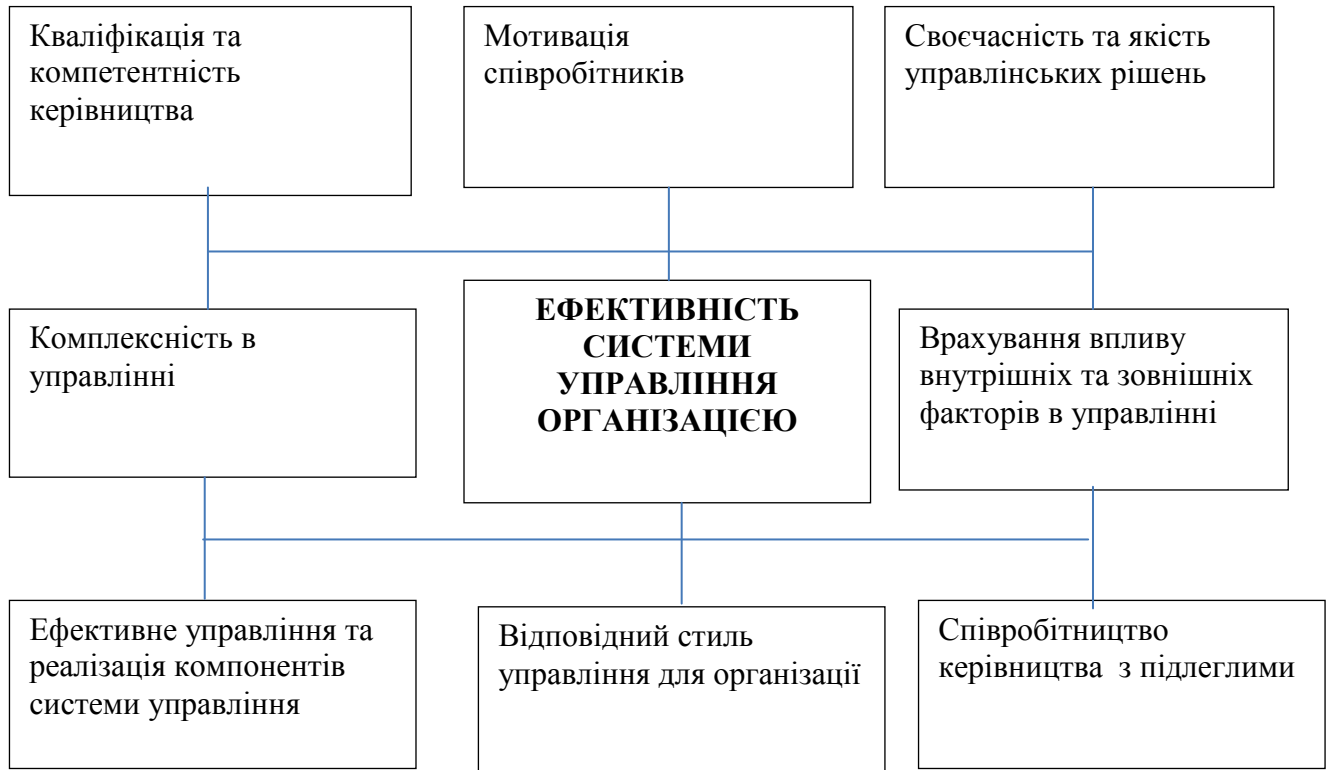 Кваліфікація та
компетентність
керівництва
Мотивація
співробітників
Своєчасність та якість
управлінських рішень
Комплексність в
управлінні
ЕФЕКТИВНІСТЬ
СИСТЕМИ
УПРАВЛІННЯ
ОРГАНІЗАЦІЄЮ
Врахування впливу
внутрішніх та зовнішніх
факторів в управлінні
Ефективне управління та
реалізація компонентів
системи управління
Відповідний стиль
управління для організації
Співробітництво
керівництва з підлеглими